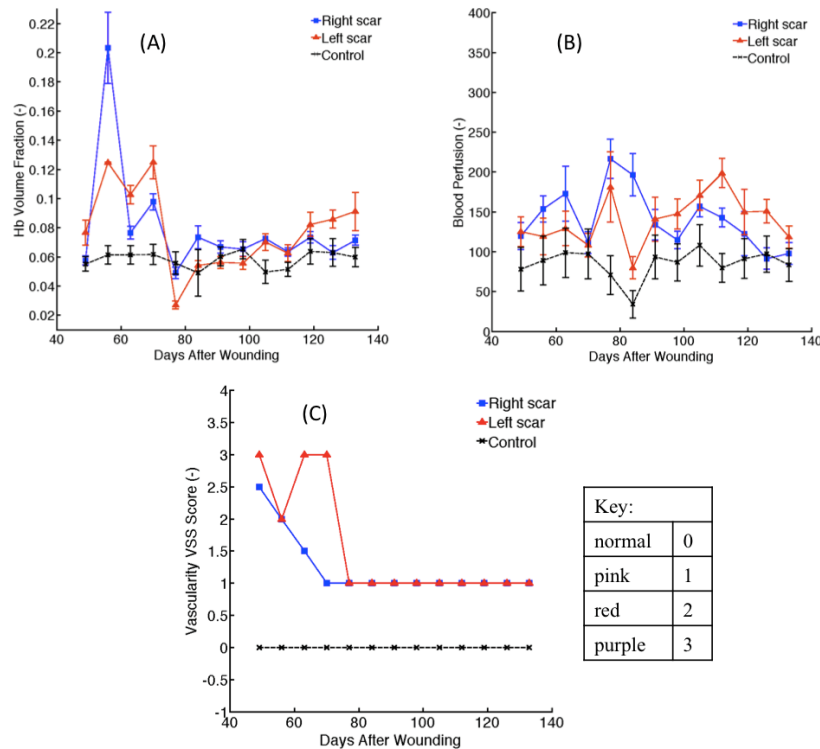 (A)
Right scar
Left scar
Control
0.22
0.2
0.18
0.16
0.14
0.12
0.1
0.08
0.06
0.04
0.02
Hb Volume Fraction (-)
40 60 80 100 120 140
Days After Wounding
(B)
Right scar
Left scar
Control
400
350
300
250
200
150
100
50
0
Blood Perfusion (-)
40 60 80 100 120 140
Days After Wounding
(C)
Right scar
Left scar
Control
4
3.5
3
2.5
2
1.5
1
0.5
0
-0.5
-1
Vascularity VSS Score (-)
40 60 80 100 120 140
Days After Wounding
Key:
normal 0
pink 1
red 2
purple 3